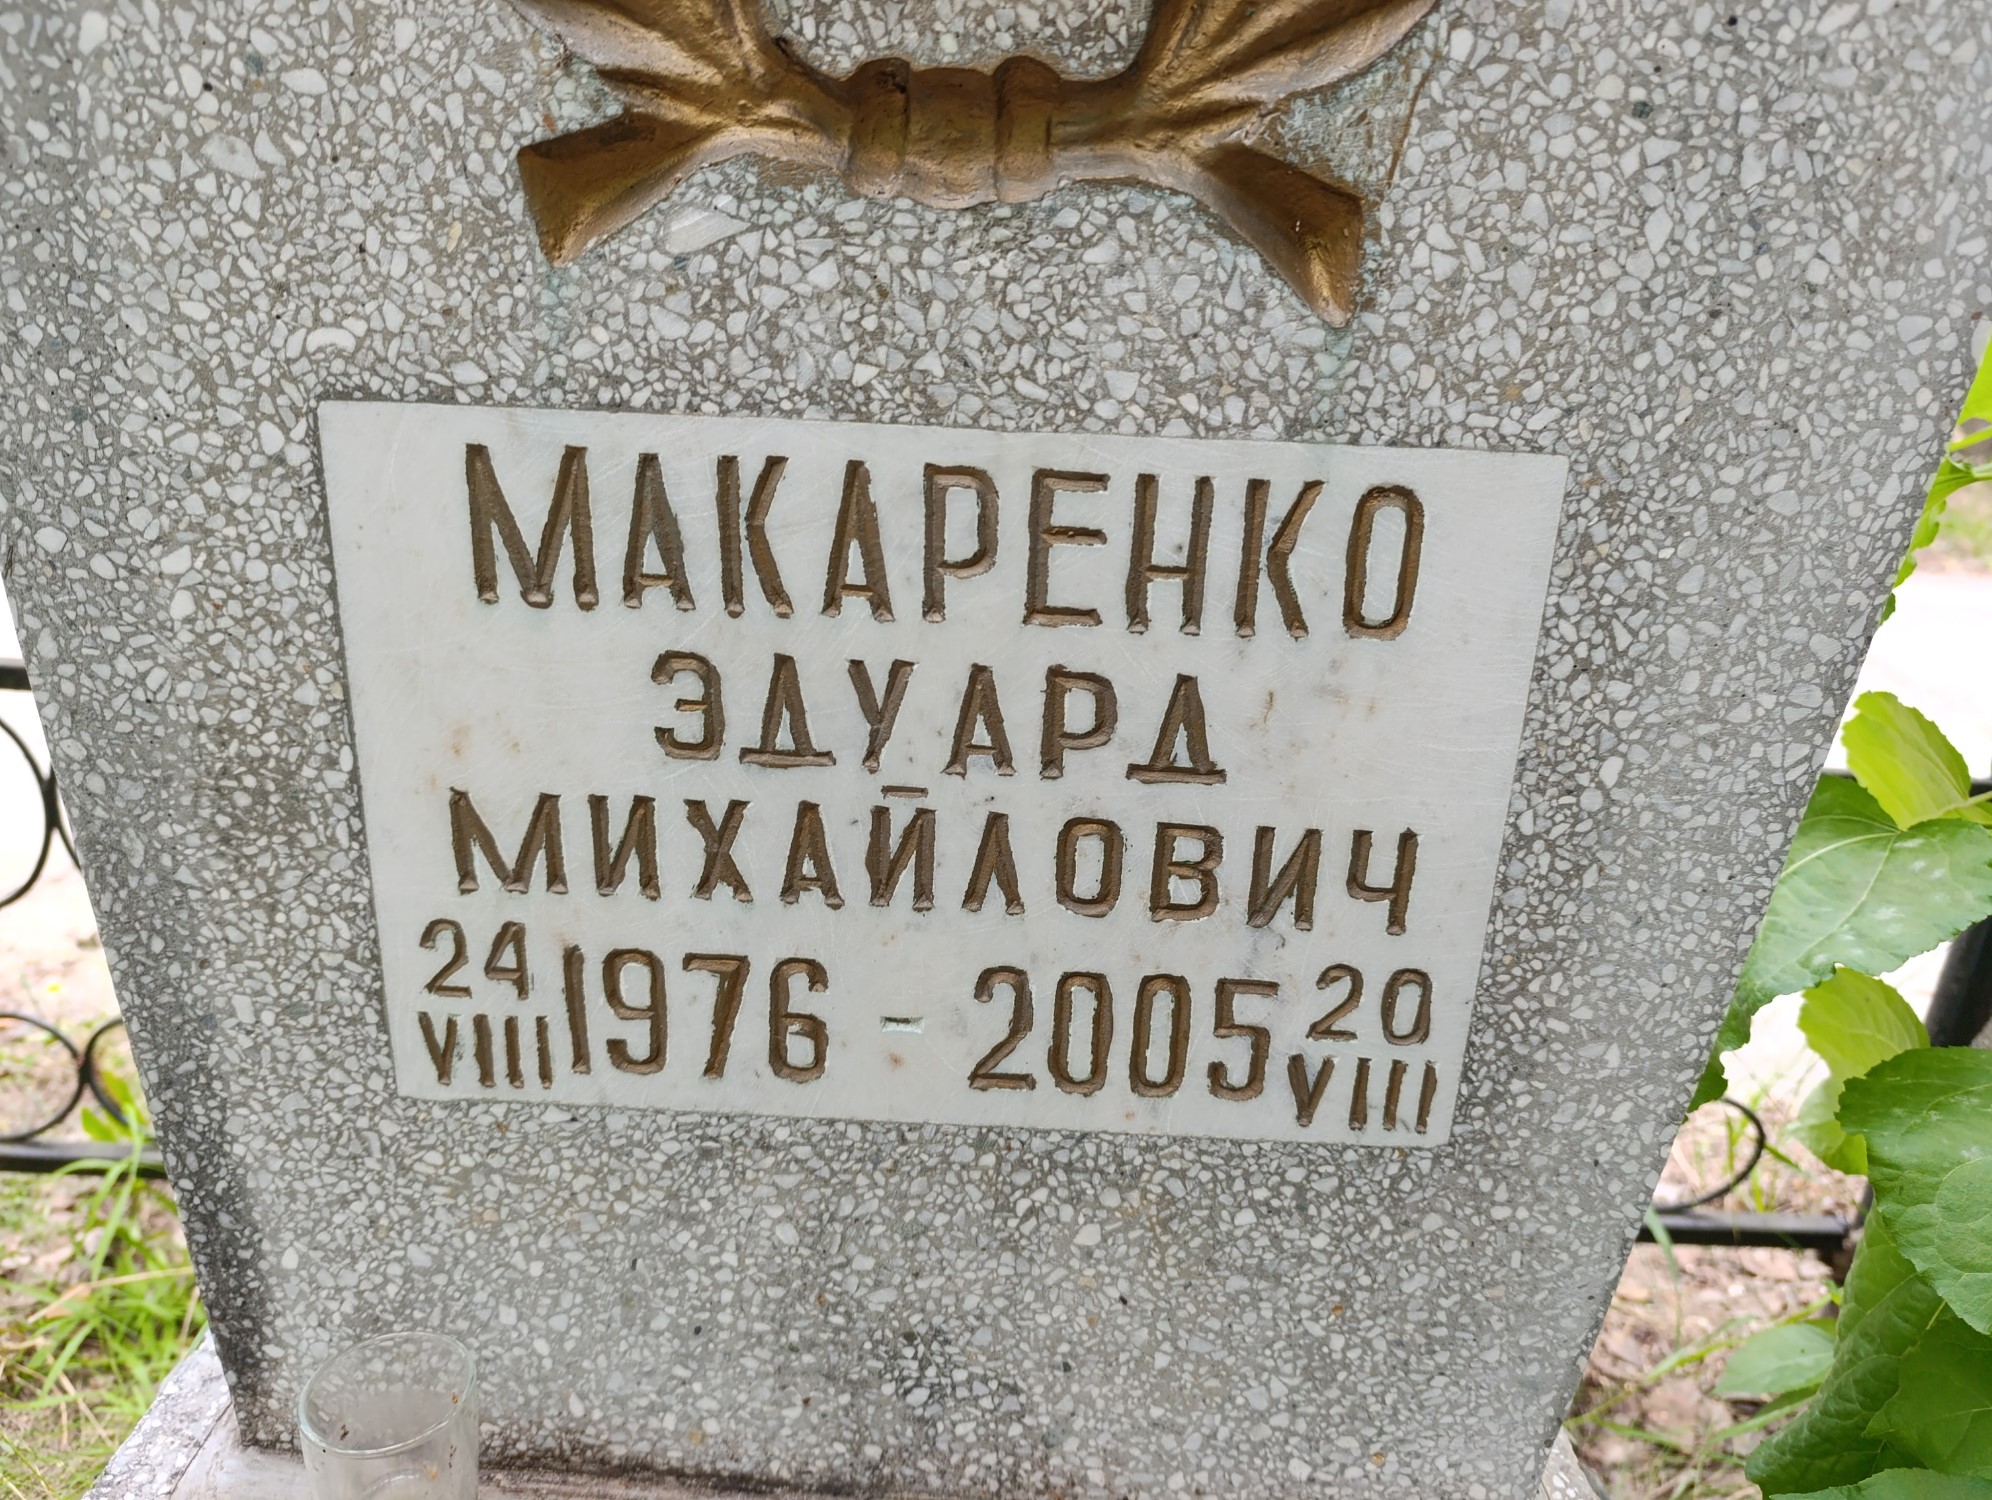 МАКАРЕНКО
ЭДУАРД
МИХАЙЛОВИЧ
24 VIII 1976 - 2005 20 VIII